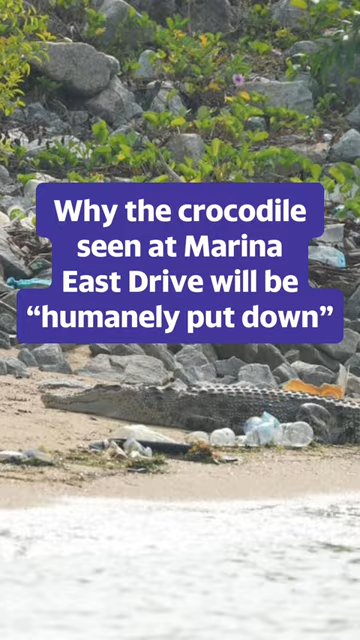 Why the crocodile
seen at Marina
East Drive will be
“humanely put down”